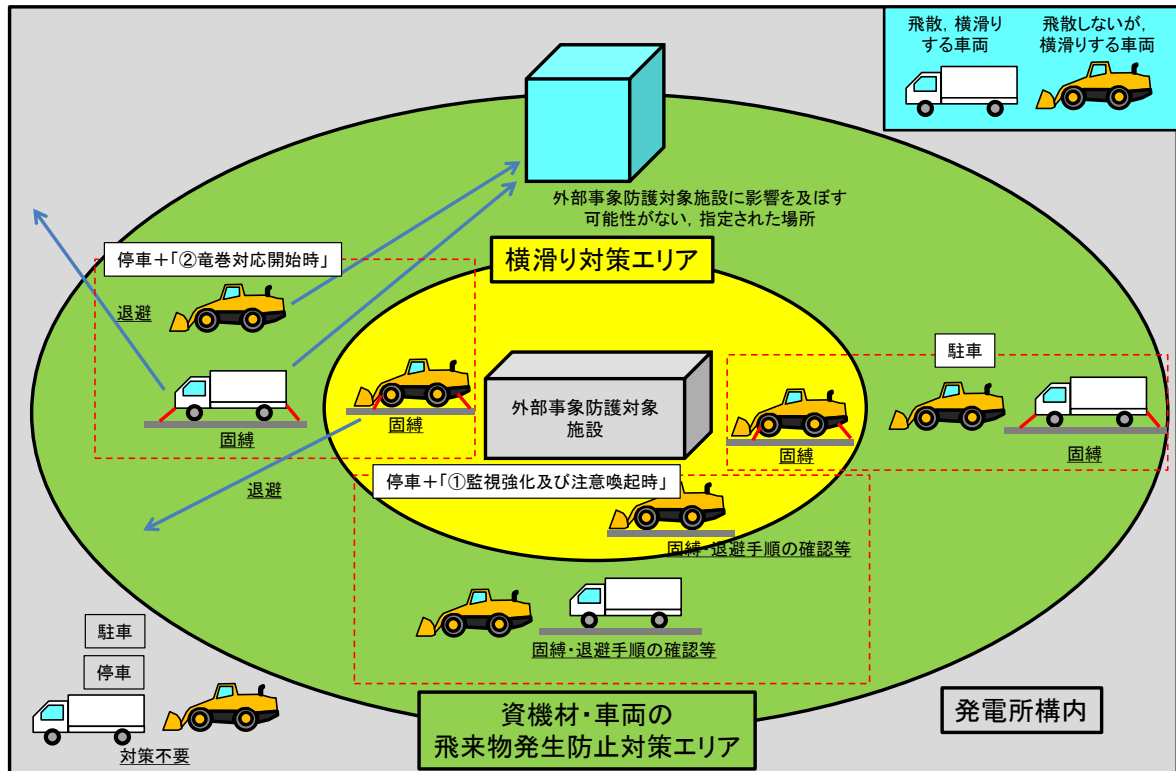 飛散，横滑り
する車両
飛散しないが，
横滑りする車両
外部事象防護対象施設に影響を及ぼす
可能性がない，指定された場所
横滑り対策エリア
停車＋「②竜巻対応開始時」
退避
固縛
固縛
退避
外部事象防護対象
施設
駐車
固縛
固縛
停車＋「①監視強化及び注意喚起時」
固縛・退避手順の確認等
固縛・退避手順の確認等
駐車
停車
対策不要
資機材・車両の
飛来物発生防止対策エリア
発電所構内